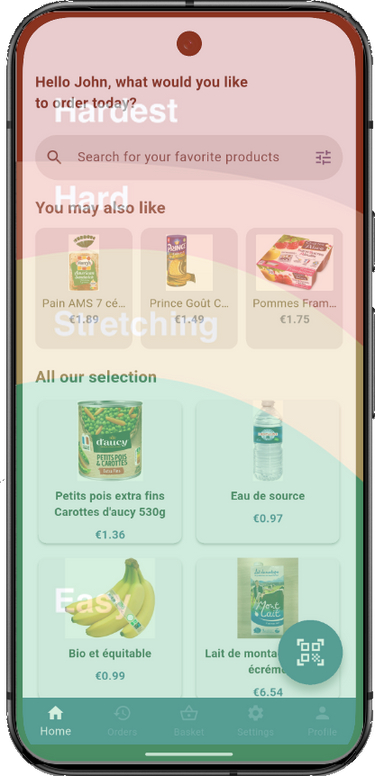 Hello John, what would you like
to order today?
Hardest
Search for your favorite products
Hard
You may also like
Pain AMS 7 cé...
Prince Goût C...
Pommes Fram...
€1.89
€1.49
€1.75
Stretching
All our selection
d'aucy
PETITS POIS
& CAROTTES
Petits pois extra fins
Carottes d'aucy 530g
€1.36
Eau de source
€0.97
Easy
Mont
Lait
Bio et équitable
€0.99
Lait de monta
écrém
€6.54
Home
Orders
Basket
Settings
Profile